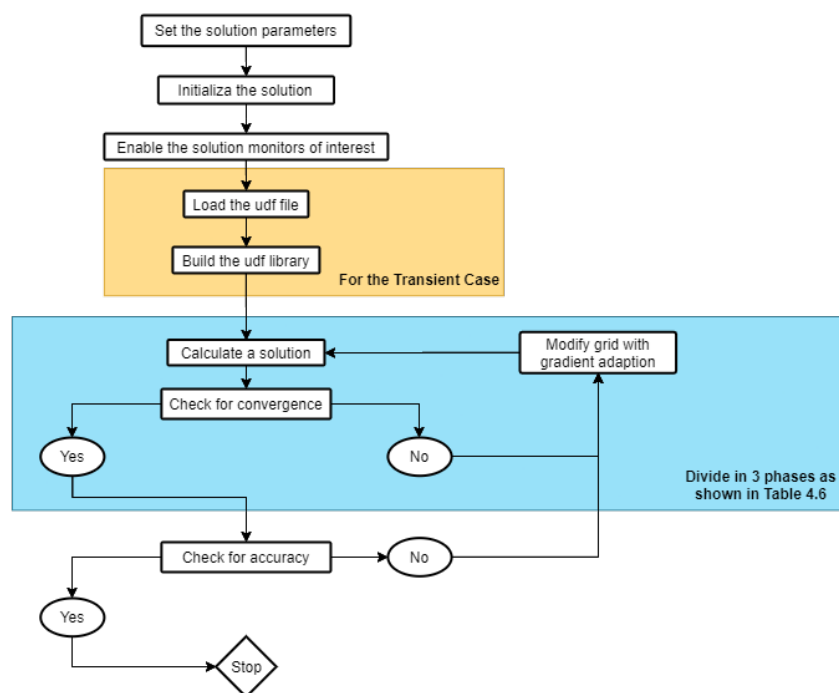 Set the solution parameters
Initializa the solution
Enable the solution monitors of interest
Load the udf file
Build the udf library
For the Transient Case
Calculate a solution
Modify grid with
gradient adaption
Check for convergence
Yes
No
Divide in 3 phases as
shown in Table 4.6
Check for accuracy
No
Yes
Stop